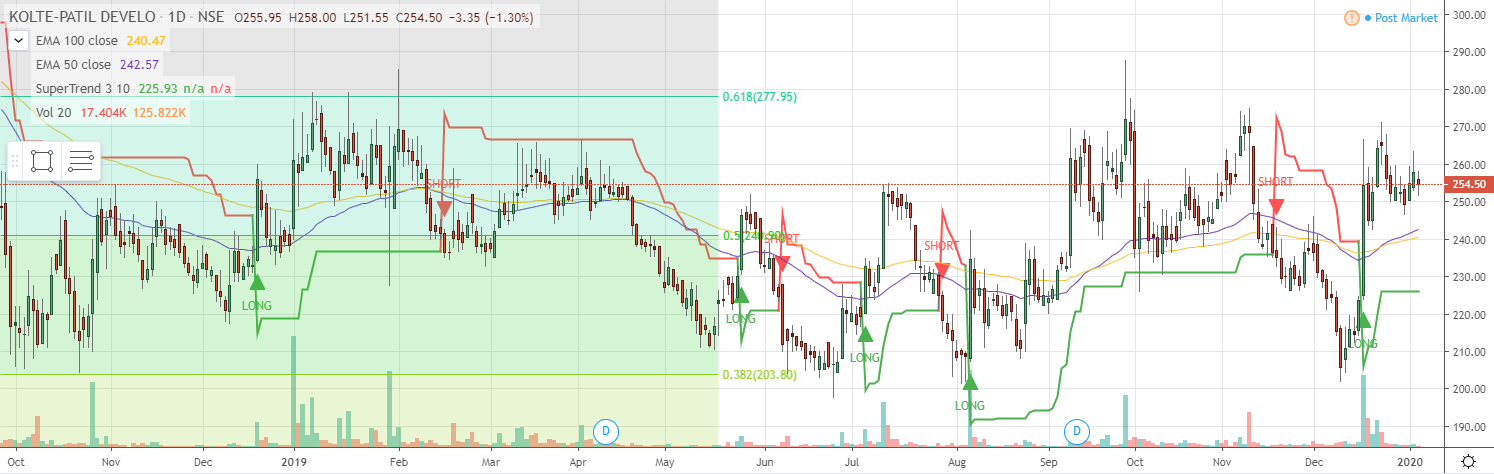 KOLTE-PATIL DEVELO · 1D · NSE O255.95 H258.00 L251.55 C254.50 −3.35 (−1.30%)
! Post Market
EMA 100 close 240.47
EMA 50 close 242.57
SuperTrend 3 10 225.93 n/a n/a
Vol 20 17.404K 125.822K
300.00
290.00
280.00
270.00
260.00
254.50
250.00
240.00
230.00
220.00
210.00
200.00
190.00
0.618(277.95)
0.5(240.90)
0.382(203.80)
SHORT
SHORT
SHORT
SHORT
LONG
LONG
LONG
LONG
LONG
D
D
Oct Nov Dec 2019 Feb Mar Apr May Jun Jul Aug Sep Oct Nov Dec 2020